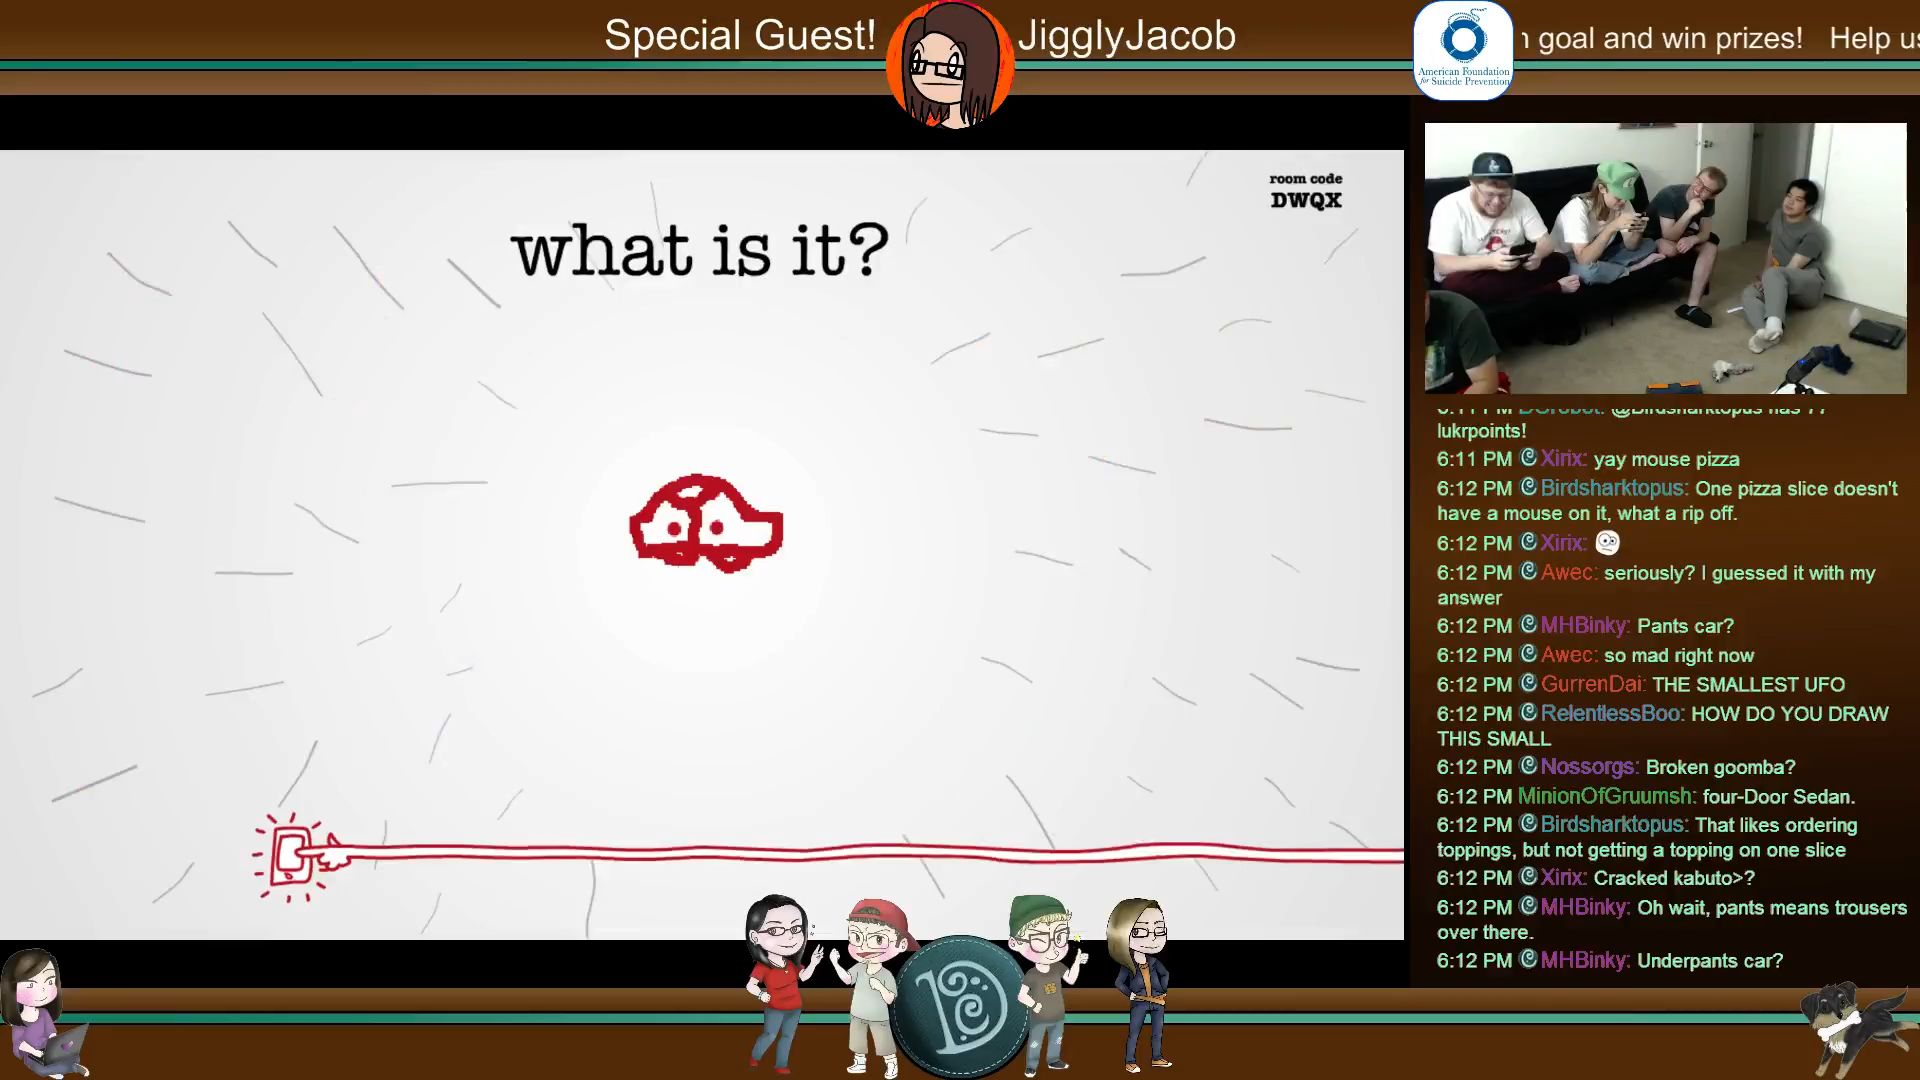 Special Guest! JigglyJacob
n goal and win prizes! Help us
American Foundation
for Suicide Prevention
room code
DWQX
what is it?
lukrpoints!
6:11 PM Xirix: yay mouse pizza
6:12 PM Birdsharktopus: One pizza slice doesn't
have a mouse on it, what a rip off.
6:12 PM Xirix:
6:12 PM Awec: seriously? I guessed it with my
answer
6:12 PM MHBinky: Pants car?
6:12 PM Awec: so mad right now
6:12 PM GurrenDai: THE SMALLEST UFO
6:12 PM RelentlessBoo: HOW DO YOU DRAW
THIS SMALL
6:12 PM Nossorgs: Broken goomba?
6:12 PM MinionOfGruumsh: four-Door Sedan.
6:12 PM Birdsharktopus: That likes ordering
toppings, but not getting a topping on one slice
6:12 PM Xirix: Cracked kabuto>?
6:12 PM MHBinky: Oh wait, pants means trousers
over there.
6:12 PM MHBinky: Underpants car?